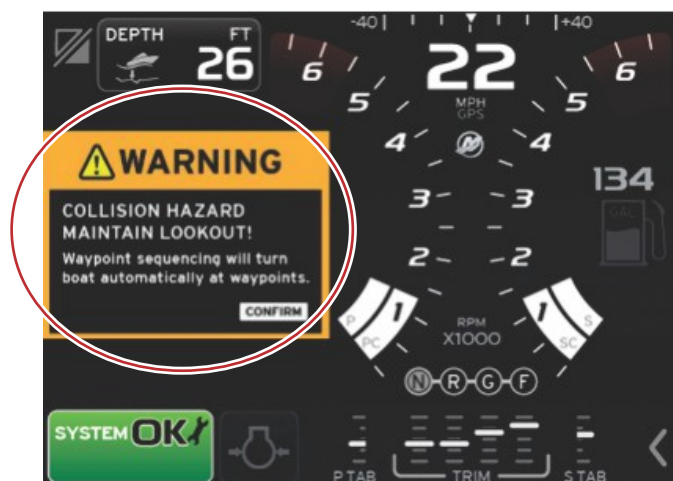 DEPTH FT
26
-40 +40
22
MPH
GPS
6 6
5 5
4 4
3 3
2 2
1 1
P S
PC SC
RPM
X1000
N R G F
134
GAL
WARNING
COLLISION HAZARD
MAINTAIN LOOKOUT!
Waypoint sequencing will turn
boat automatically at waypoints.
CONFIRM
SYSTEM OK
P TAB TRIM S TAB